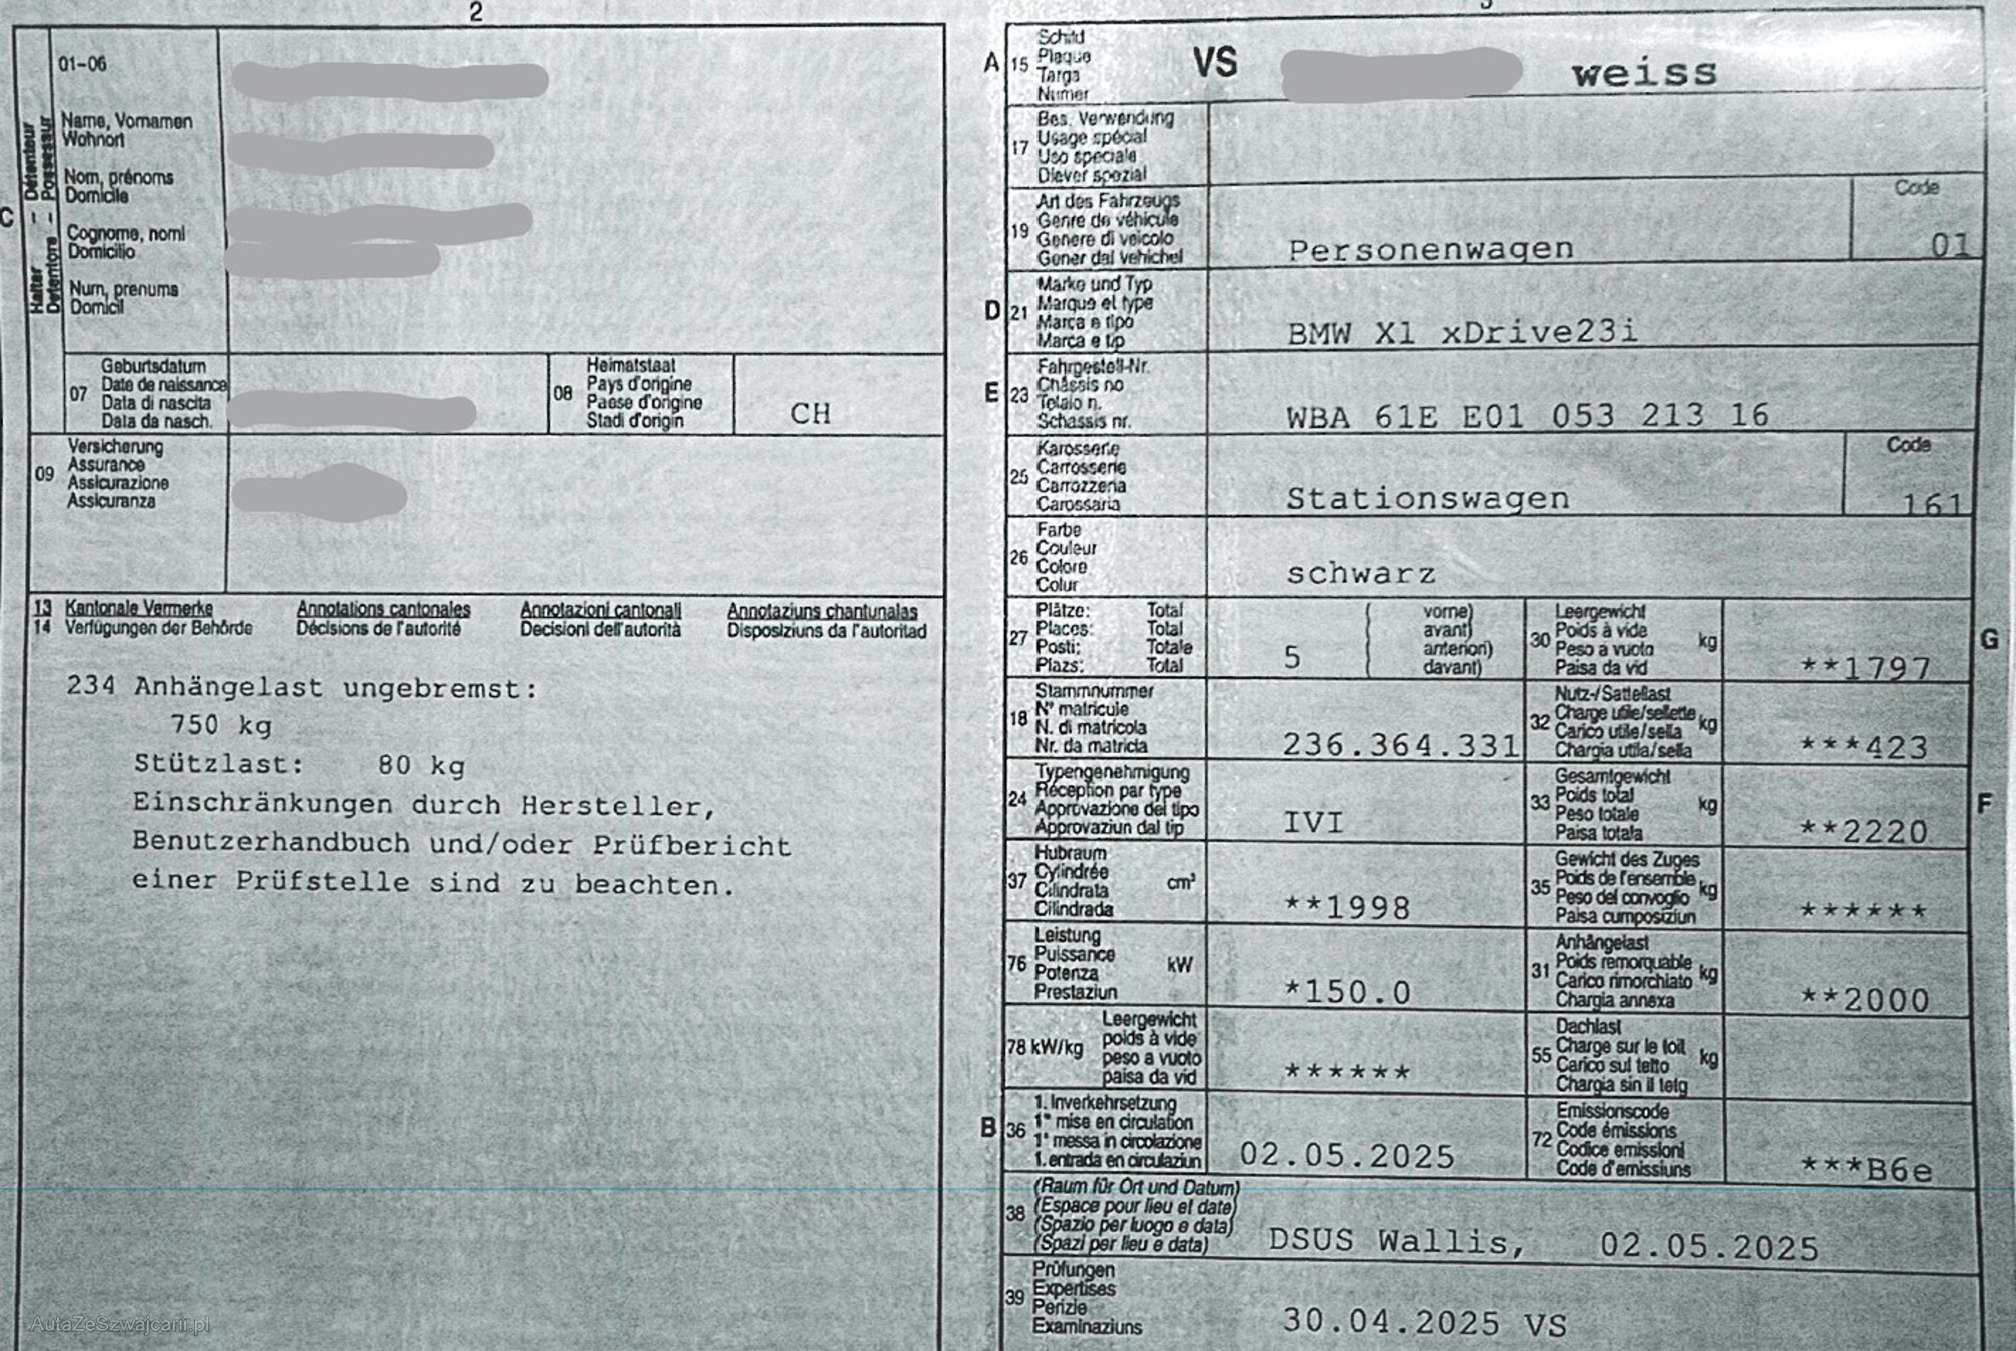 2
01-06
Name, Vornamen
Wohnort
Nom, prénoms
Domicile
Cognome, nomi
Domicilio
Num, prenums
Domicil
C
Halter – Détenteur
Detentore – Possessur
07
Geburtsdatum
Date de naissance
Data di nascita
Data da nasch.
08
Heimatstaat
Pays d'origine
Paese d'origine
Stadi d'origin
CH
09
Versicherung
Assurance
Assicurazione
Assicuranza
13 Kantonale Vermerke Annotations cantonales Annotazioni cantonali Annotaziuns chantunalas
14 Verfügungen der Behörde Décisions de l'autorité Decisioni dell'autorità Disposiziuns da l'autoritad
234 Anhängelast ungebremst:
750 kg
Stützlast: 80 kg
Einschränkungen durch Hersteller,
Benutzerhandbuch und/oder Prüfbericht
einer Prüfstelle sind zu beachten.
AutaZeSzwajcarii.pl
A 15
Schild
Plaque
Targa
Numer
VS weiss
17
Bes. Verwendung
Usage spécial
Uso speciale
Diever spezial
19
Art des Fahrzeugs
Genre de véhicule
Genere di veicolo
Gener dal vehichel
Personenwagen
Code
01
D 21
Marke und Typ
Marque et type
Marca e tipo
Marca e tip
BMW X1 xDrive23i
E 23
Fahrgestell-Nr.
Châssis no
Telaio n.
Schassis nr.
WBA 61E E01 053 213 16
25
Karosserie
Carrosserie
Carrozzeria
Carossaria
Stationswagen
Code
161
26
Farbe
Couleur
Colore
Colur
schwarz
27
Plätze: Total
Places: Total
Posti: Totale
Plazs: Total
5
vorne)
avant)
anteriori)
davant)
30
Leergewicht
Poids à vide
Peso a vuoto
Paisa da vid
kg
**1797
G
18
Stammnummer
N° matricule
N. di matricola
Nr. da matricla
236.364.331
32
Nutz-/Sattellast
Charge utile/sellette
Carico utile/sella
Chargia utila/sella
kg
***423
24
Typengenehmigung
Réception par type
Approvazione del tipo
Approvaziun dal tip
IVI
33
Gesamtgewicht
Poids total
Peso totale
Paisa totala
kg
**2220
F
37
Hubraum
Cylindrée
Cilindrata
Cilindrada
cm³
**1998
35
Gewicht des Zuges
Poids de l'ensemble
Peso del convoglio
Paisa cumposiziun
kg
******
76
Leistung
Puissance
Potenza
Prestaziun
kW
*150.0
31
Anhängelast
Poids remorquable
Carico rimorchiato
Chargia annexa
kg
**2000
78 kW/kg
Leergewicht
poids à vide
peso a vuoto
paisa da vid
******
55
Dachlast
Charge sur le toit
Carico sul tetto
Chargia sin il tetg
kg
B 36
1. Inverkehrsetzung
1re mise en circulation
1a messa in circolazione
1. entrada en circulaziun
02.05.2025
72
Emissionscode
Code émissions
Codice emissioni
Code d'emissiuns
***B6e
38
(Raum für Ort und Datum)
(Espace pour lieu et date)
(Spazio per luogo e data)
(Spazi per lieu e data)
DSUS Wallis, 02.05.2025
39
Prüfungen
Expertises
Perizie
Examinaziuns
30.04.2025 VS